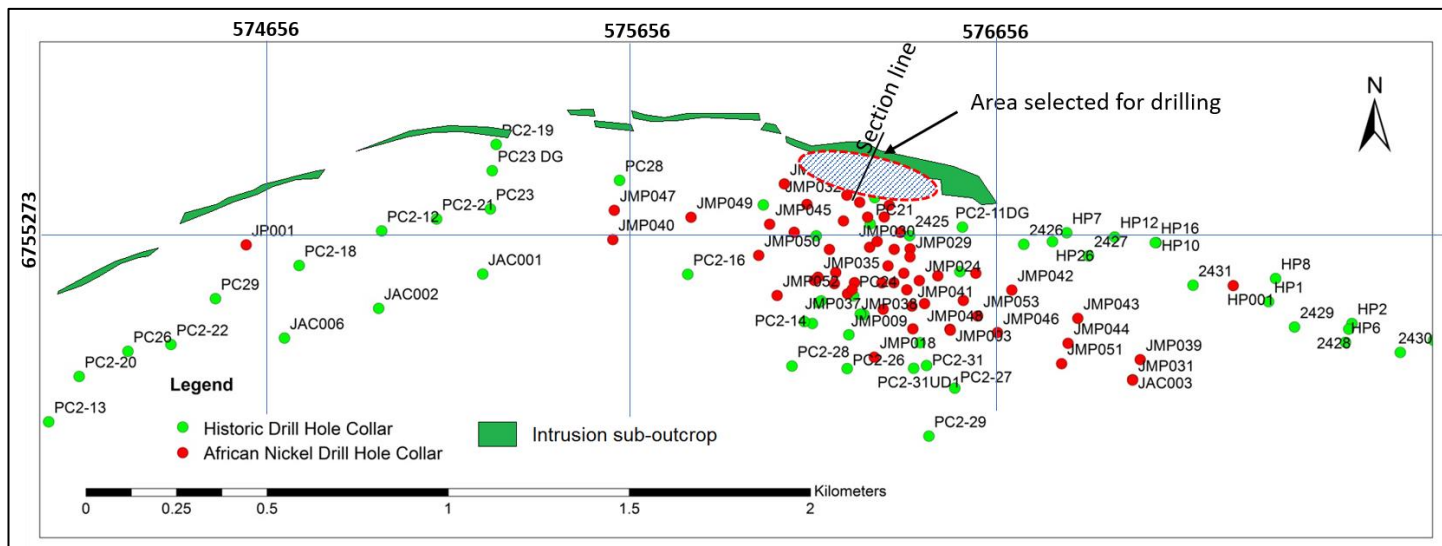 574656
575656
576656
6755273
N
Area selected for drilling
Section line
PC2-19
PC23 DG
PC28
PC23
PC2-21
PC2-12
JMP047
JMP040
JMP049
JMP032
JMP045
PC21
2425
PC2-11DG
HP7
HP12
HP16
HP10
2426
2427
HP26
JP001
PC2-18
JMP050
JMP030
JMP029
JAC001
PC2-16
JMP035
JMP024
JMP042
2431
HP8
HP1
HP001
PC29
JAC002
JMP052
PC24
JMP041
JMP037
JMP038
JMP048
JMP053
JMP046
JMP043
2429
HP2
HP6
2428
2430
PC2-14
JMP009
JMP018
JMP044
JMP051
JMP039
JMP031
JAC003
JAC006
PC2-22
PC26
PC2-20
PC2-13
PC2-28
PC2-26
PC2-31
PC2-31UD1
PC2-27
PC2-29
Legend
Historic Drill Hole Collar
African Nickel Drill Hole Collar
Intrusion sub-outcrop
Kilometers
0 0.25 0.5 1 1.5 2